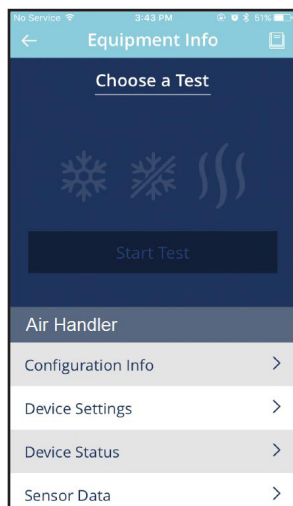 No Service 3:43 PM 51%
Equipment Info
Choose a Test
Start Test
Air Handler
Configuration Info
Device Settings
Device Status
Sensor Data